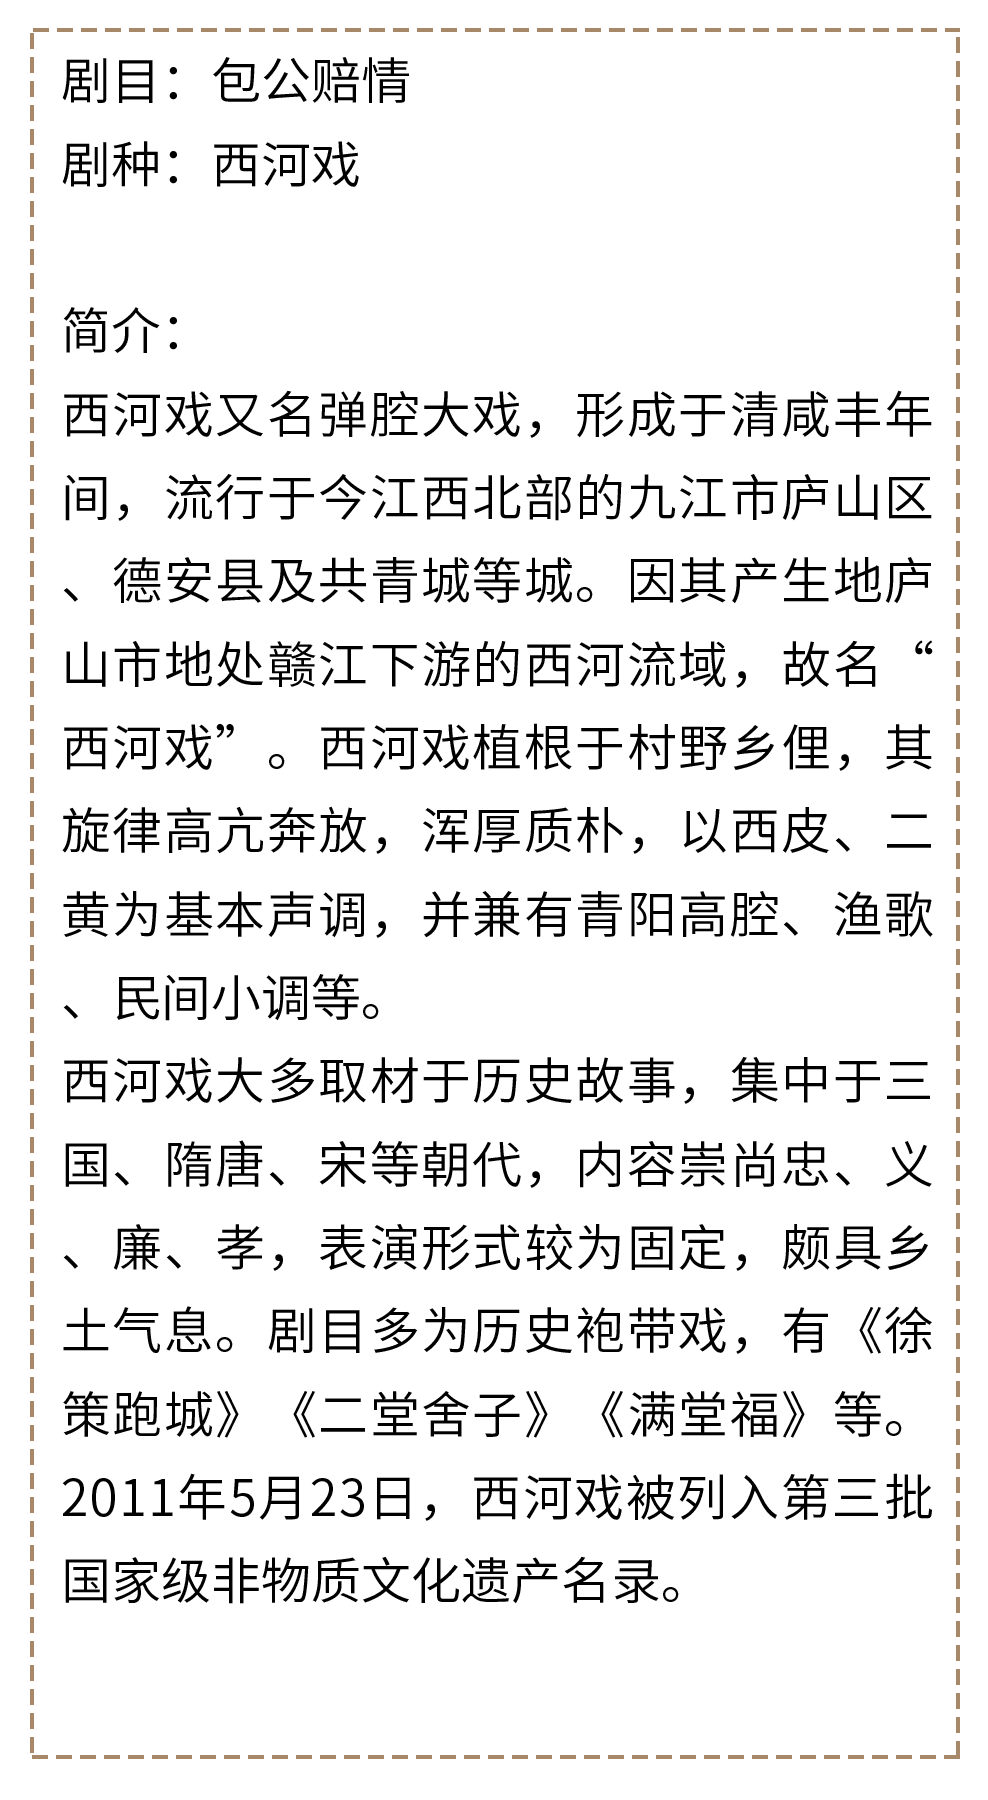 剧目：包公赔情
剧种：西河戏
简介：
西河戏又名弹腔大戏，形成于清咸丰年
间，流行于今江西北部的九江市庐山区
、德安县及共青城等城。因其产生地庐
山市地处赣江下游的西河流域，故名“
西河戏”。西河戏植根于村野乡俚，其
旋律高亢奔放，浑厚质朴，以西皮、二
黄为基本声调，并兼有青阳高腔、渔歌
、民间小调等。
西河戏大多取材于历史故事，集中于三
国、隋唐、宋等朝代，内容崇尚忠、义
、廉、孝，表演形式较为固定，颇具乡
土气息。剧目多为历史袍带戏，有《徐
策跑城》《二堂舍子》《满堂福》等。
2011年5月23日，西河戏被列入第三批
国家级非物质文化遗产名录。